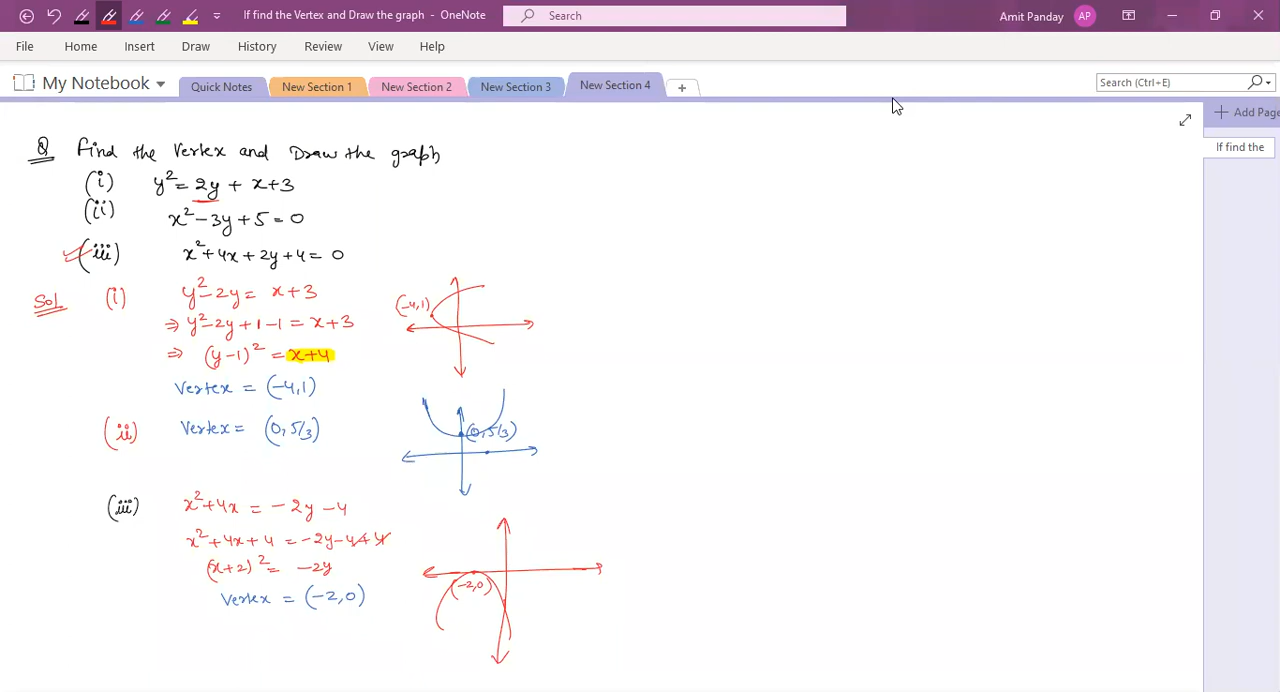 If find the Vertex and Draw the graph - OneNote
Search
Amit Panday AP
File Home Insert Draw History Review View Help
My Notebook
Quick Notes New Section 1 New Section 2 New Section 3 New Section 4 +
Search (Ctrl+E)
Add Page
If find the
Q Find the Vertex and Draw the graph
(i) y² = 2y + x+3
(ii) x² - 3y + 5 = 0
(iii) x² + 4x + 2y + 4 = 0
Sol (i) y² - 2y = x+3
⇒ y² - 2y + 1 - 1 = x+3
⇒ (y-1)² = x+4
Vertex = (-4,1)
(-4,1)
(ii) Vertex = (0, 5/3)
(0, 5/3)
(iii) x² + 4x = -2y - 4
x² + 4x + 4 = -2y - 4 + 4
(x+2)² = -2y
Vertex = (-2,0)
(-2,0)